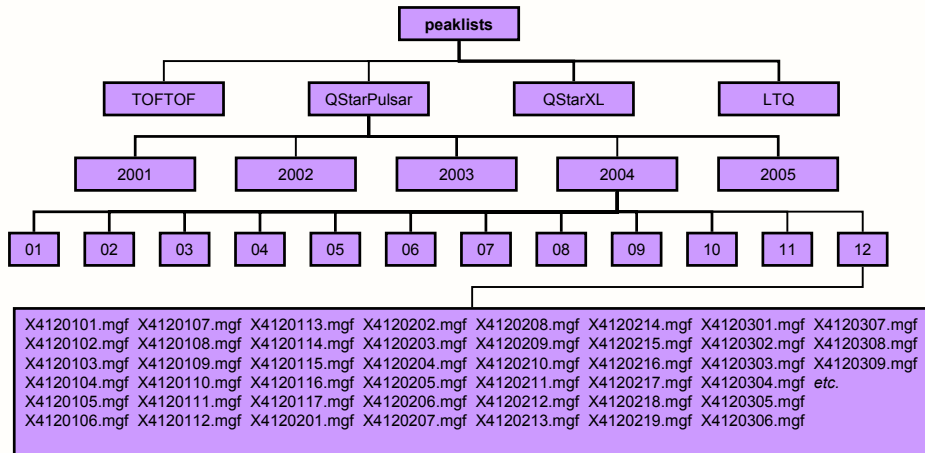 peaklists
TOFTOF QStarPulsar QStarXL LTQ
2001 2002 2003 2004 2005
01 02 03 04 05 06 07 08 09 10 11 12
X4120101.mgf X4120107.mgf X4120113.mgf X4120202.mgf X4120208.mgf X4120214.mgf X4120301.mgf X4120307.mgf
X4120102.mgf X4120108.mgf X4120114.mgf X4120203.mgf X4120209.mgf X4120215.mgf X4120302.mgf X4120308.mgf
X4120103.mgf X4120109.mgf X4120115.mgf X4120204.mgf X4120210.mgf X4120216.mgf X4120303.mgf X4120309.mgf
X4120104.mgf X4120110.mgf X4120116.mgf X4120205.mgf X4120211.mgf X4120217.mgf X4120304.mgf etc.
X4120105.mgf X4120111.mgf X4120117.mgf X4120206.mgf X4120212.mgf X4120218.mgf X4120305.mgf
X4120106.mgf X4120112.mgf X4120201.mgf X4120207.mgf X4120213.mgf X4120219.mgf X4120306.mgf